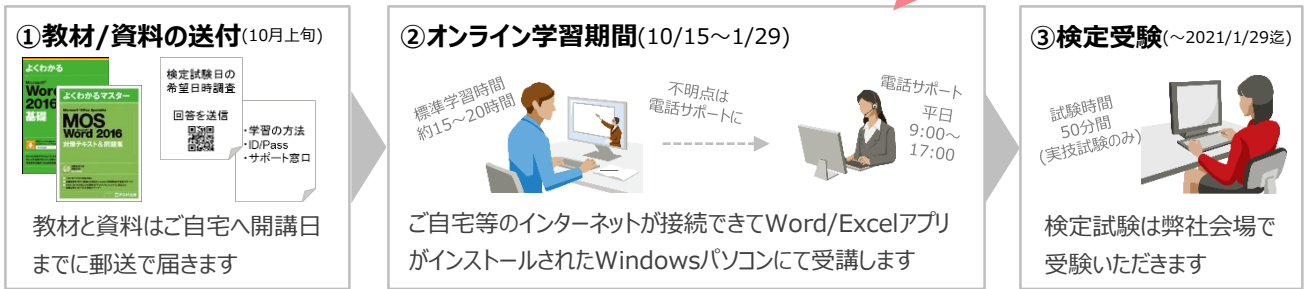 ①教材/資料の送付(10月上旬)
よくわかる
Word
2016
基礎
よくわかるマスター
MOS
Word 2016
対策テキスト&問題集
検定試験日の
希望日時調査
回答を送信
・学習の方法
・ID/Pass
・サポート窓口
教材と資料はご自宅へ開講日
までに郵送で届きます
②オンライン学習期間(10/15～1/29)
標準学習時間
約15～20時間
不明点は
電話サポートに
電話サポート
平日
9:00～
17:00
ご自宅等のインターネットが接続できてWord/Excelアプリ
がインストールされたWindowsパソコンにて受講します
③検定受験(～2021/1/29迄)
試験時間
50分間
(実技試験のみ)
検定試験は弊社会場で
受験いただきます